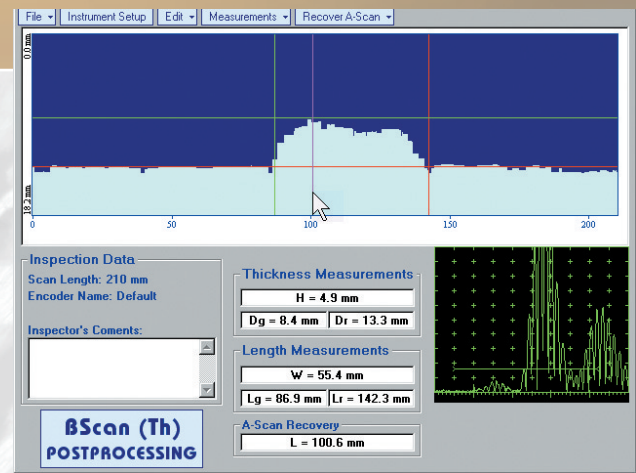 File Instrument Setup Edit Measurements Recover A-Scan
0.0 mm
18.2 mm
0 50 100 150 200
Inspection Data
Scan Length: 210 mm
Encoder Name: Default
Inspector's Coments:
Thickness Measurements
H = 4.9 mm
Dg = 8.4 mm Dr = 13.3 mm
Length Measurements
W = 55.4 mm
Lg = 86.9 mm Lr = 142.3 mm
A-Scan Recovery
L = 100.6 mm
BScan (Th)
POSTPROCESSING